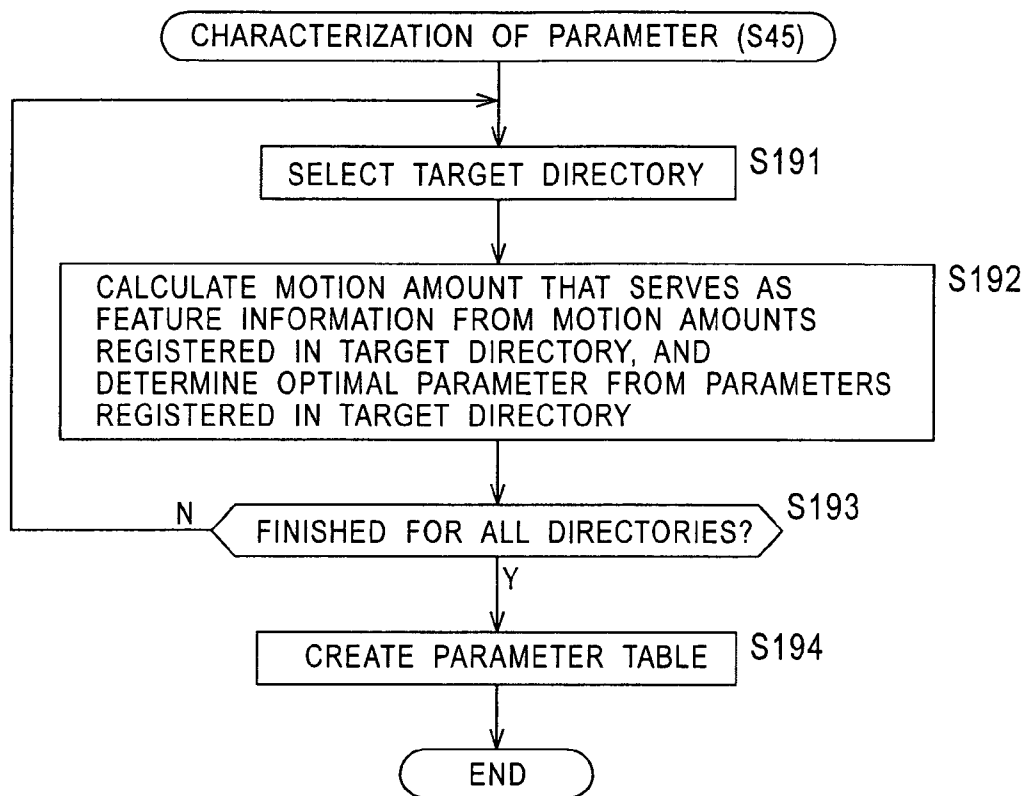 CHARACTERIZATION OF PARAMETER (S45)
SELECT TARGET DIRECTORY
S191
CALCULATE MOTION AMOUNT THAT SERVES AS
FEATURE INFORMATION FROM MOTION AMOUNTS
REGISTERED IN TARGET DIRECTORY, AND
DETERMINE OPTIMAL PARAMETER FROM PARAMETERS
REGISTERED IN TARGET DIRECTORY
S192
N
FINISHED FOR ALL DIRECTORIES?
S193
Y
CREATE PARAMETER TABLE
S194
END